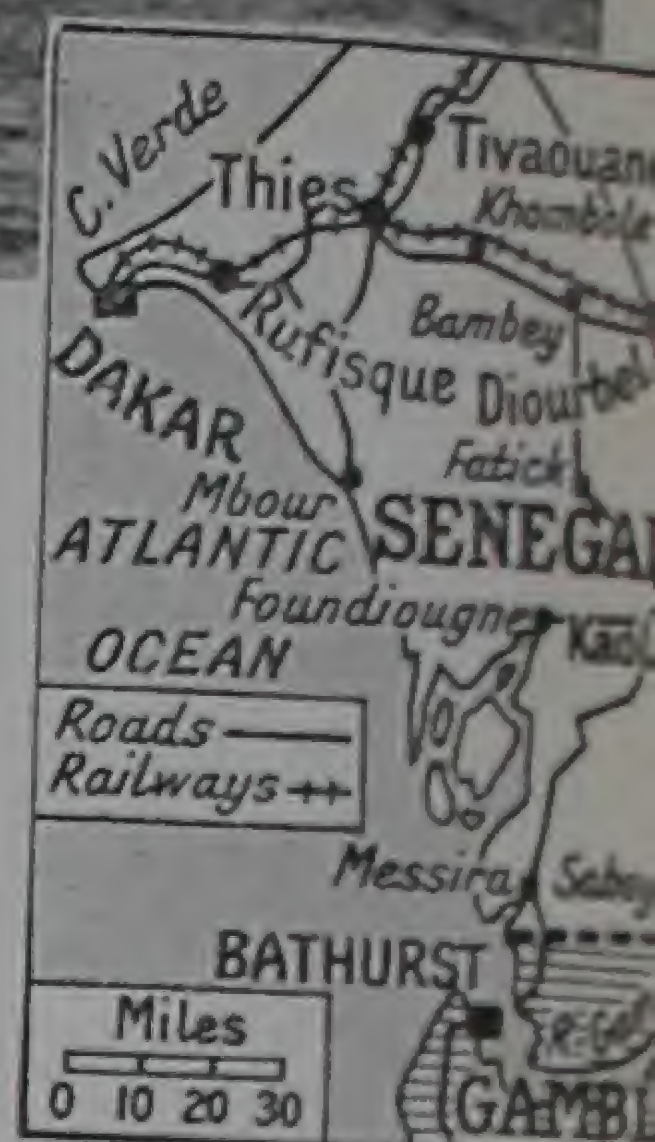 C. Verde
Tivaouan
Thies
Khombole
Bambey
Rufisque
Diourbel
DAKAR
Fatick
Mbour
SENEGA
ATLANTIC
Foundiougne
Kaol
OCEAN
Roads
Railways
Messira
BATHURST
Miles
0 10 20 30
GAMBI